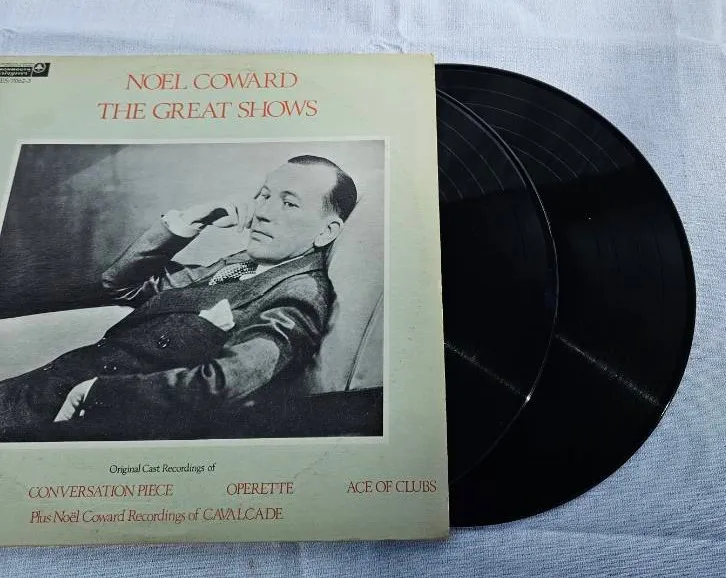 NOEL COWARD
THE GREAT SHOWS
Original Cast Recordings of
CONVERSATION PIECE OPERETTE ACE OF CLUBS
Plus Noël Coward Recordings of CAVALCADE